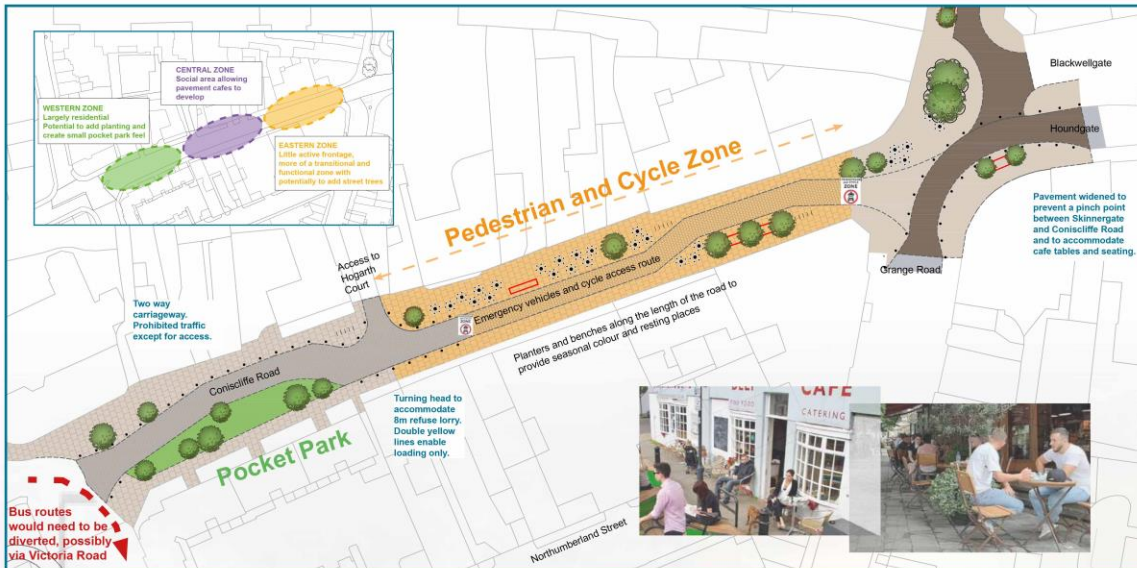 CENTRAL ZONE
Social area allowing
pavement cafes to
develop
WESTERN ZONE
Largely residential
Potential to add planting and
create small pocket park feel
EASTERN ZONE
Little active frontage,
more of a transitional and
functional zone with
potentially to add street trees
Pedestrian and Cycle Zone
Blackwellgate
Houndgate
Pavement widened to
prevent a pinch point
between Skinnergate
and Coniscliffe Road
and to accommodate
cafe tables and seating.
Grange Road
ZONE
Access to
Hogarth
Court
Emergency vehicles and cycle access route
ZONE
Planters and benches along the length of the road to
provide seasonal colour and resting places
Two way
carriageway.
Prohibited traffic
except for access.
Coniscliffe Road
Turning head to
accommodate
8m refuse lorry.
Double yellow
lines enable
loading only.
Pocket Park
Bus routes
would need to be
diverted, possibly
via Victoria Road
Northumberland Street
CAFE
CATERING